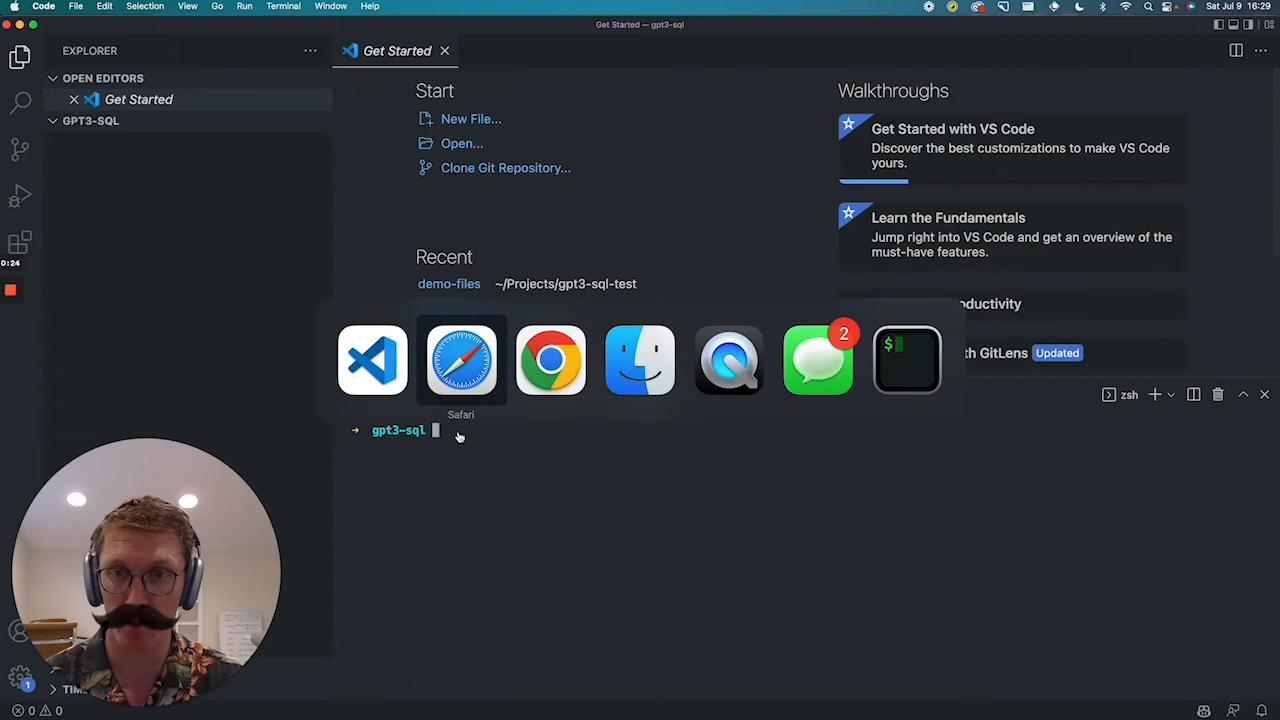 Code File Edit Selection View Go Run Terminal Window Help
Sat Jul 9 16:29
Get Started — gpt3-sql
EXPLORER
Get Started
OPEN EDITORS
Get Started
GPT3-SQL
Start
New File...
Open...
Clone Git Repository...
Recent
demo-files ~/Projects/gpt3-sql-test
Walkthroughs
Get Started with VS Code
Discover the best customizations to make VS Code
yours.
Learn the Fundamentals
Jump right into VS Code and get an overview of the
must-have features.
oductivity
th GitLens Updated
0:24
2
$
Safari
zsh
→ gpt3-sql
1
TIM
0 0